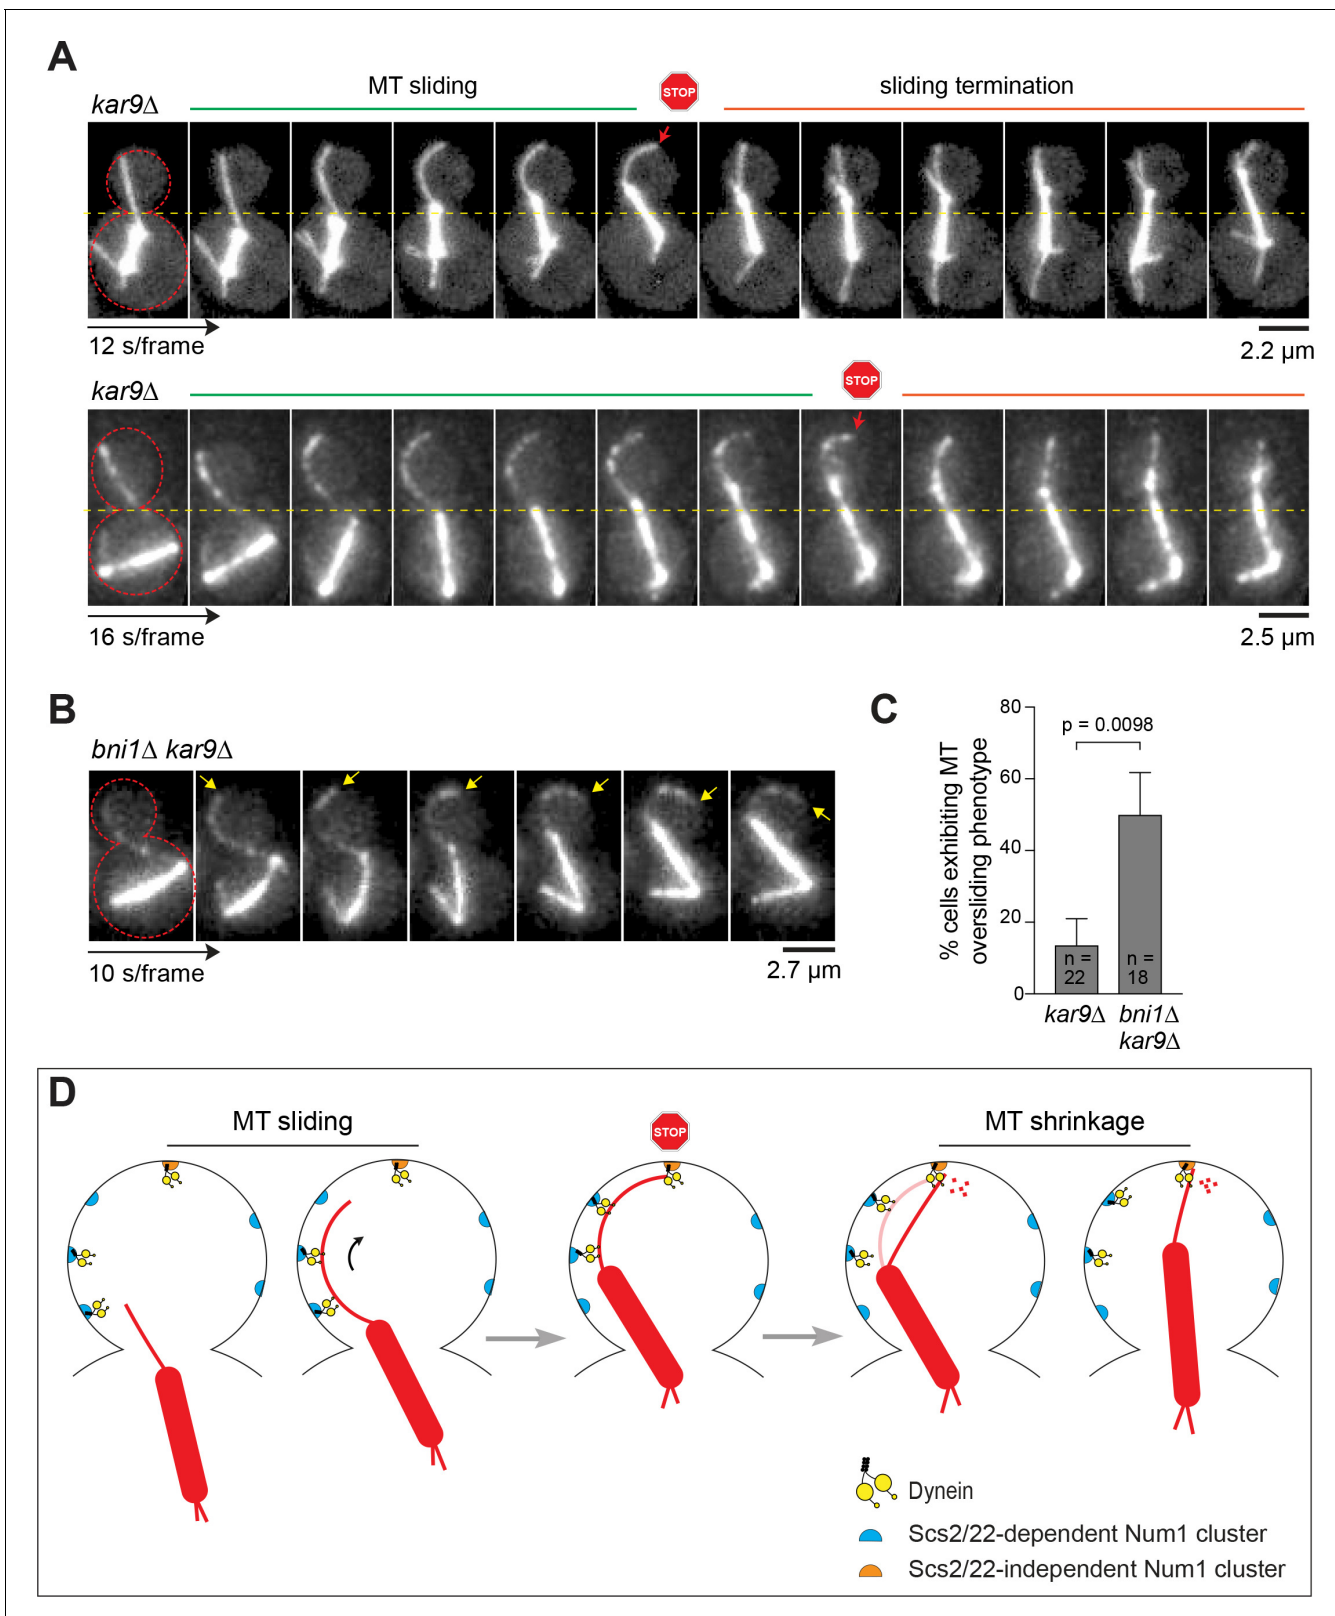 A
MT sliding
STOP
sliding termination
kar9Δ
12 s/frame
2.2 µm
kar9Δ
STOP
16 s/frame
2.5 µm
B
bni1Δ kar9Δ
10 s/frame
2.7 µm
C
% cells exhibiting MT
oversliding phenotype
80
60
40
20
0
p = 0.0098
n =
22
n =
18
kar9Δ
bni1Δ
kar9Δ
D
MT sliding
STOP
MT shrinkage
Dynein
Scs2/22-dependent Num1 cluster
Scs2/22-independent Num1 cluster